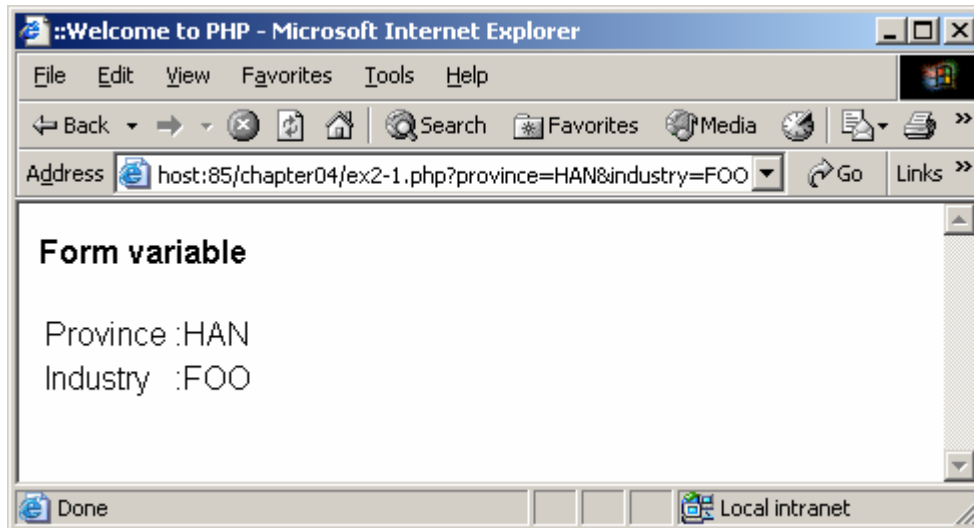 ::Welcome to PHP - Microsoft Internet Explorer
File Edit View Favorites Tools Help
Back Search Favorites Media »
Address host:85/chapter04/ex2-1.php?province=HAN&industry=FOO Go Links »
Form variable
Province :HAN
Industry :FOO
Done Local intranet